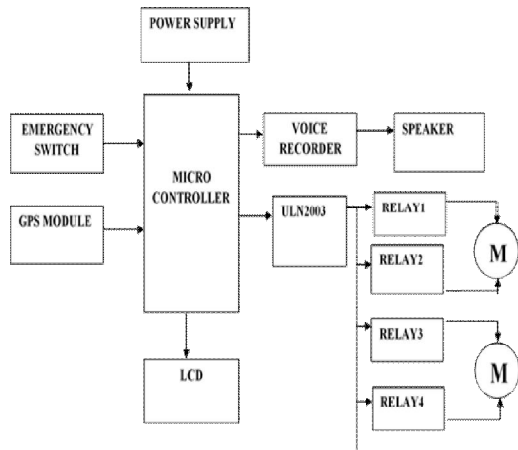 POWER SUPPLY
EMERGENCY
SWITCH
MICRO
CONTROLLER
VOICE
RECORDER
SPEAKER
GPS MODULE
ULN2003
RELAY1
M
RELAY2
RELAY3
M
RELAY4
LCD